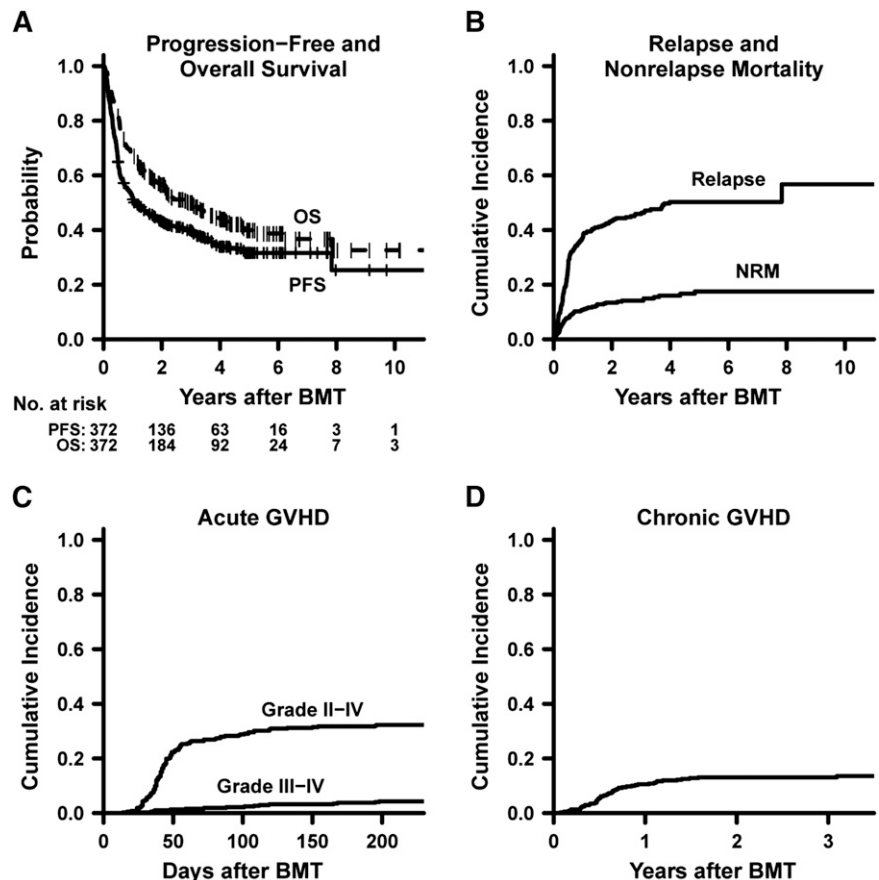 A
Progression−Free and
Overall Survival
Probability
1.0
0.8
0.6
0.4
0.2
0.0
OS
PFS
0 2 4 6 8 10
Years after BMT
No. at risk
PFS: 372 136 63 16 3 1
OS: 372 184 92 24 7 3
B
Relapse and
Nonrelapse Mortality
Cumulative Incidence
1.0
0.8
0.6
0.4
0.2
0.0
Relapse
NRM
0 2 4 6 8 10
Years after BMT
C
Acute GVHD
Cumulative Incidence
1.0
0.8
0.6
0.4
0.2
0.0
Grade II−IV
Grade III−IV
0 50 100 150 200
Days after BMT
D
Chronic GVHD
Cumulative Incidence
1.0
0.8
0.6
0.4
0.2
0.0
0 1 2 3
Years after BMT